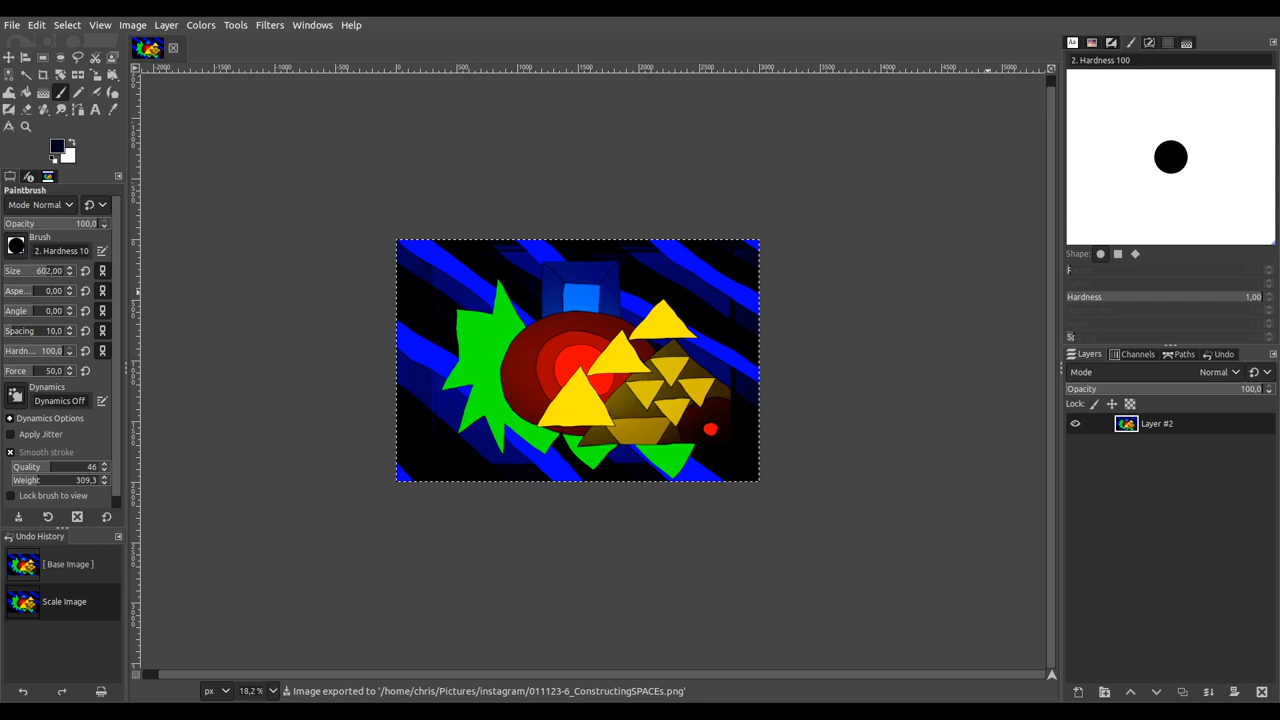 File Edit Select View Image Layer Colors Tools Filters Windows Help
Paintbrush
Mode Normal
Opacity 100,0
Brush
2. Hardness 10
Size 602,00
Aspe... 0,00
Angle 0,00
Spacing 10,0
Hardn... 100,0
Force 50,0
Dynamics
Dynamics Off
Dynamics Options
Apply Jitter
Smooth stroke
Quality 46
Weight 309,3
Lock brush to view
Undo History
[ Base Image ]
Scale Image
px 18,2 % Image exported to '/home/chris/Pictures/instagram/011123-6_ConstructingSPACEs.png'
2. Hardness 100
Shape:
Hardness 1,00
Layers Channels Paths Undo
Mode Normal
Opacity 100,0
Lock:
Layer #2